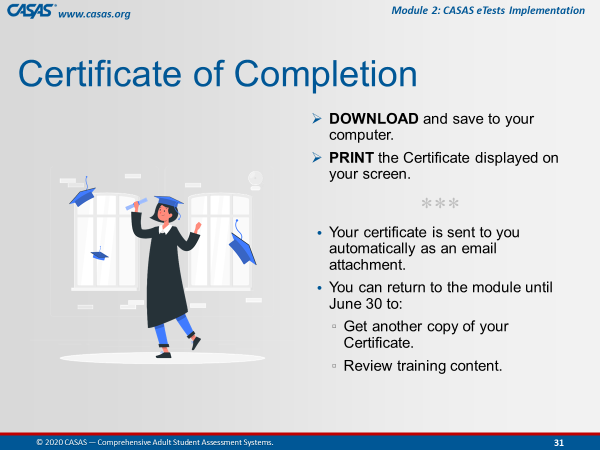 CASAS® www.casas.org
Module 2: CASAS eTests Implementation
Certificate of Completion
➢ DOWNLOAD and save to your
computer.
➢ PRINT the Certificate displayed on
your screen.
***
• Your certificate is sent to you
automatically as an email
attachment.
• You can return to the module until
June 30 to:
▫ Get another copy of your
Certificate.
▫ Review training content.
© 2020 CASAS — Comprehensive Adult Student Assessment Systems.
31